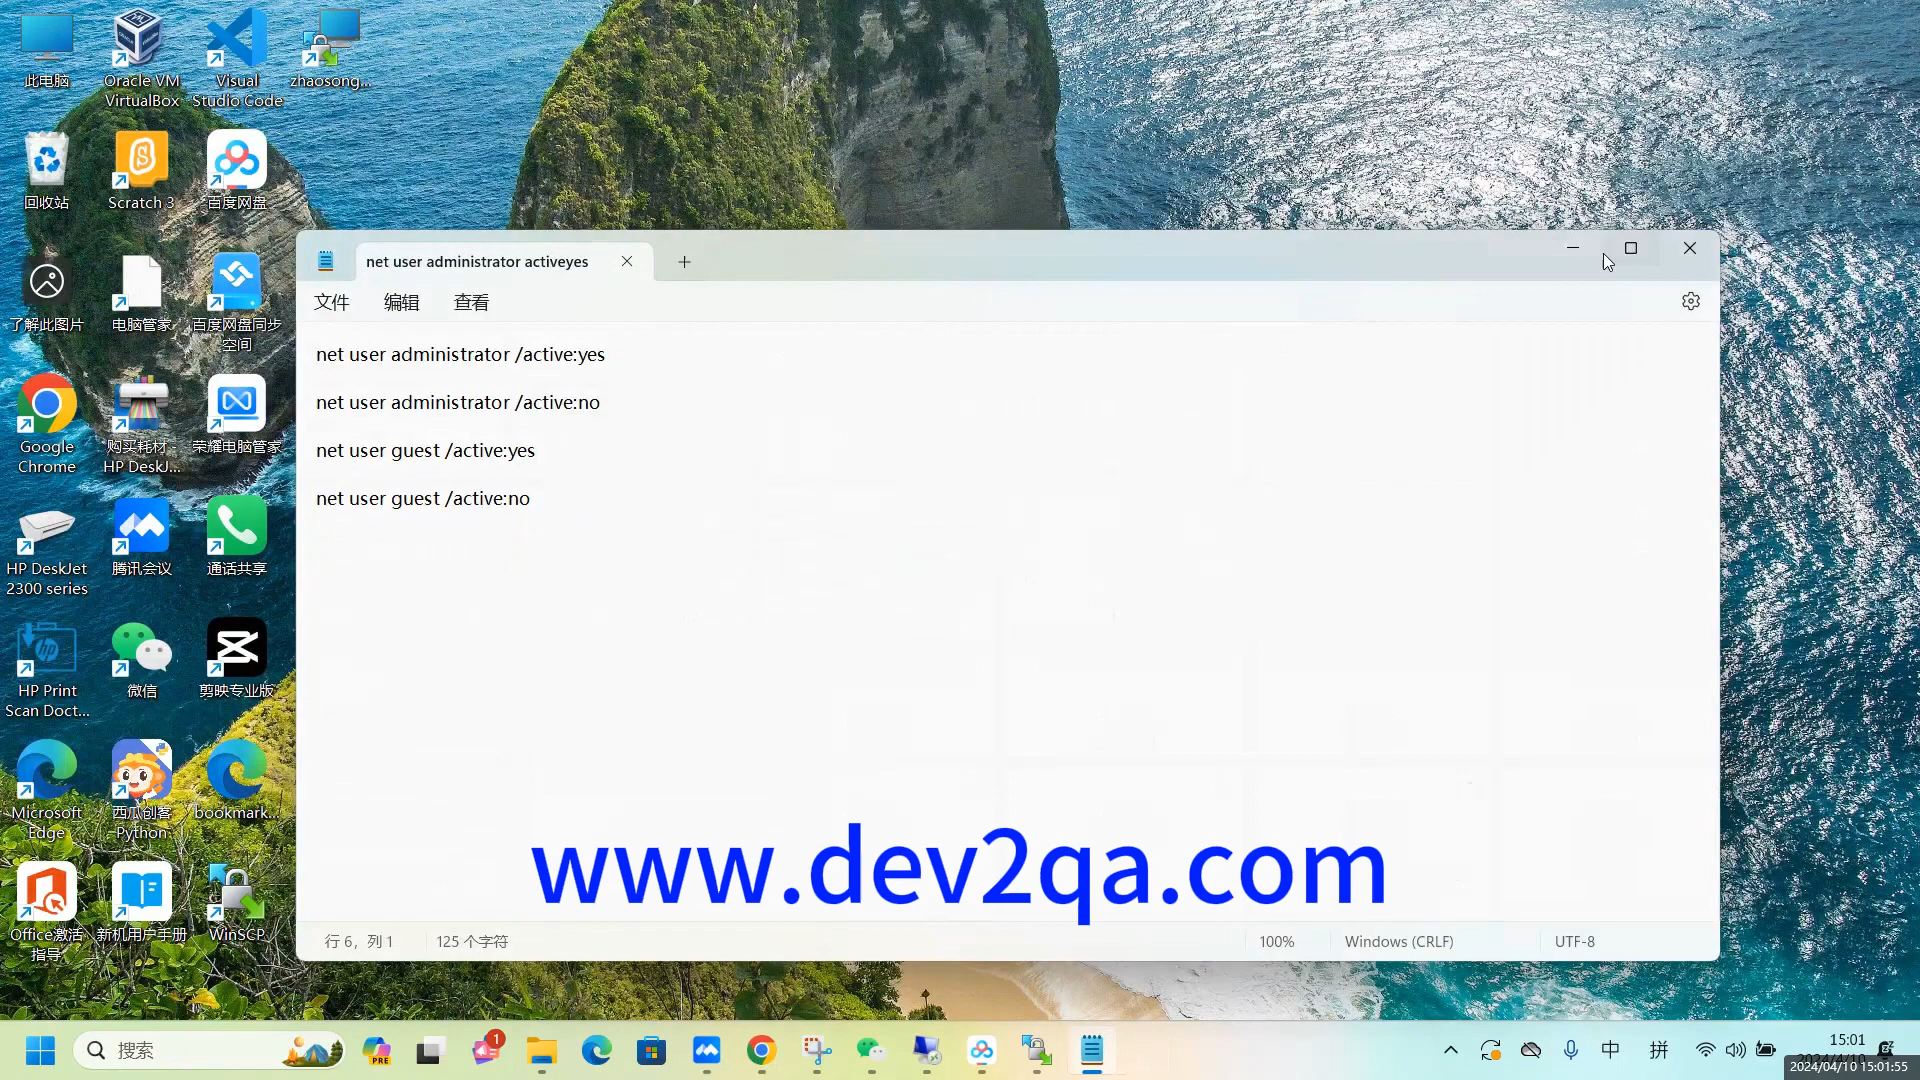 此电脑
Oracle VM
VirtualBox
Visual
Studio Code
zhaosong...
回收站
Scratch 3
百度网盘
了解此图片
电脑管家
百度网盘同步
空间
Google
Chrome
购买耗材 -
HP DeskJ...
荣耀电脑管家
HP DeskJet
2300 series
腾讯会议
通话共享
HP Print
Scan Doct...
微信
剪映专业版
Microsoft
Edge
西瓜创客
Python
bookmark...
Office激活
指导
新机用户手册
WinSCP
net user administrator activeyes
文件 编辑 查看
net user administrator /active:yes
net user administrator /active:no
net user guest /active:yes
net user guest /active:no
www.dev2qa.com
行 6，列 1 125 个字符 100% Windows (CRLF) UTF-8
搜索
PRE
1
中 拼
15:01
2024/4/10
2024/04/10 15:01:55